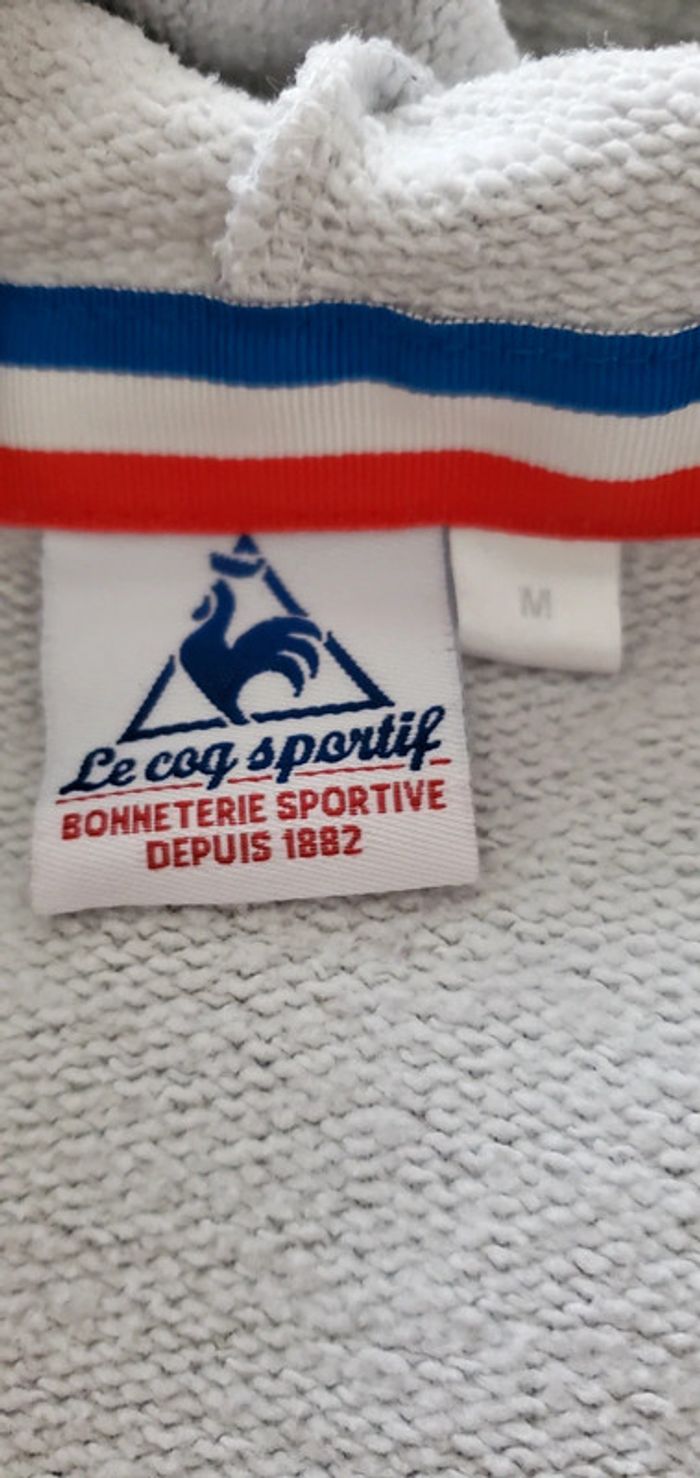 M
Le coq sportif
BONNETERIE SPORTIVE
DEPUIS 1882